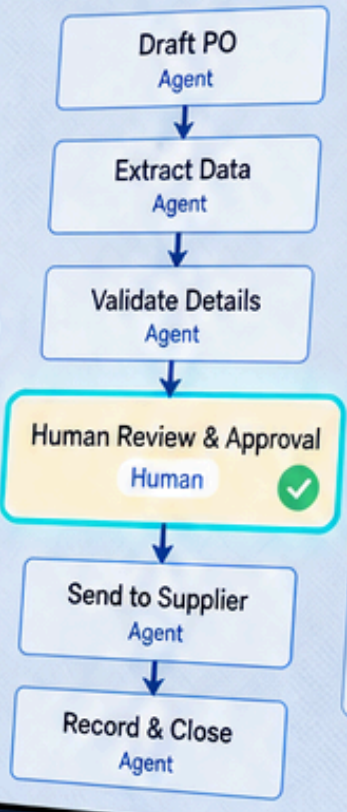 Draft PO
Agent
Extract Data
Agent
Validate Details
Agent
Human Review & Approval
Human
Send to Supplier
Agent
Record & Close
Agent